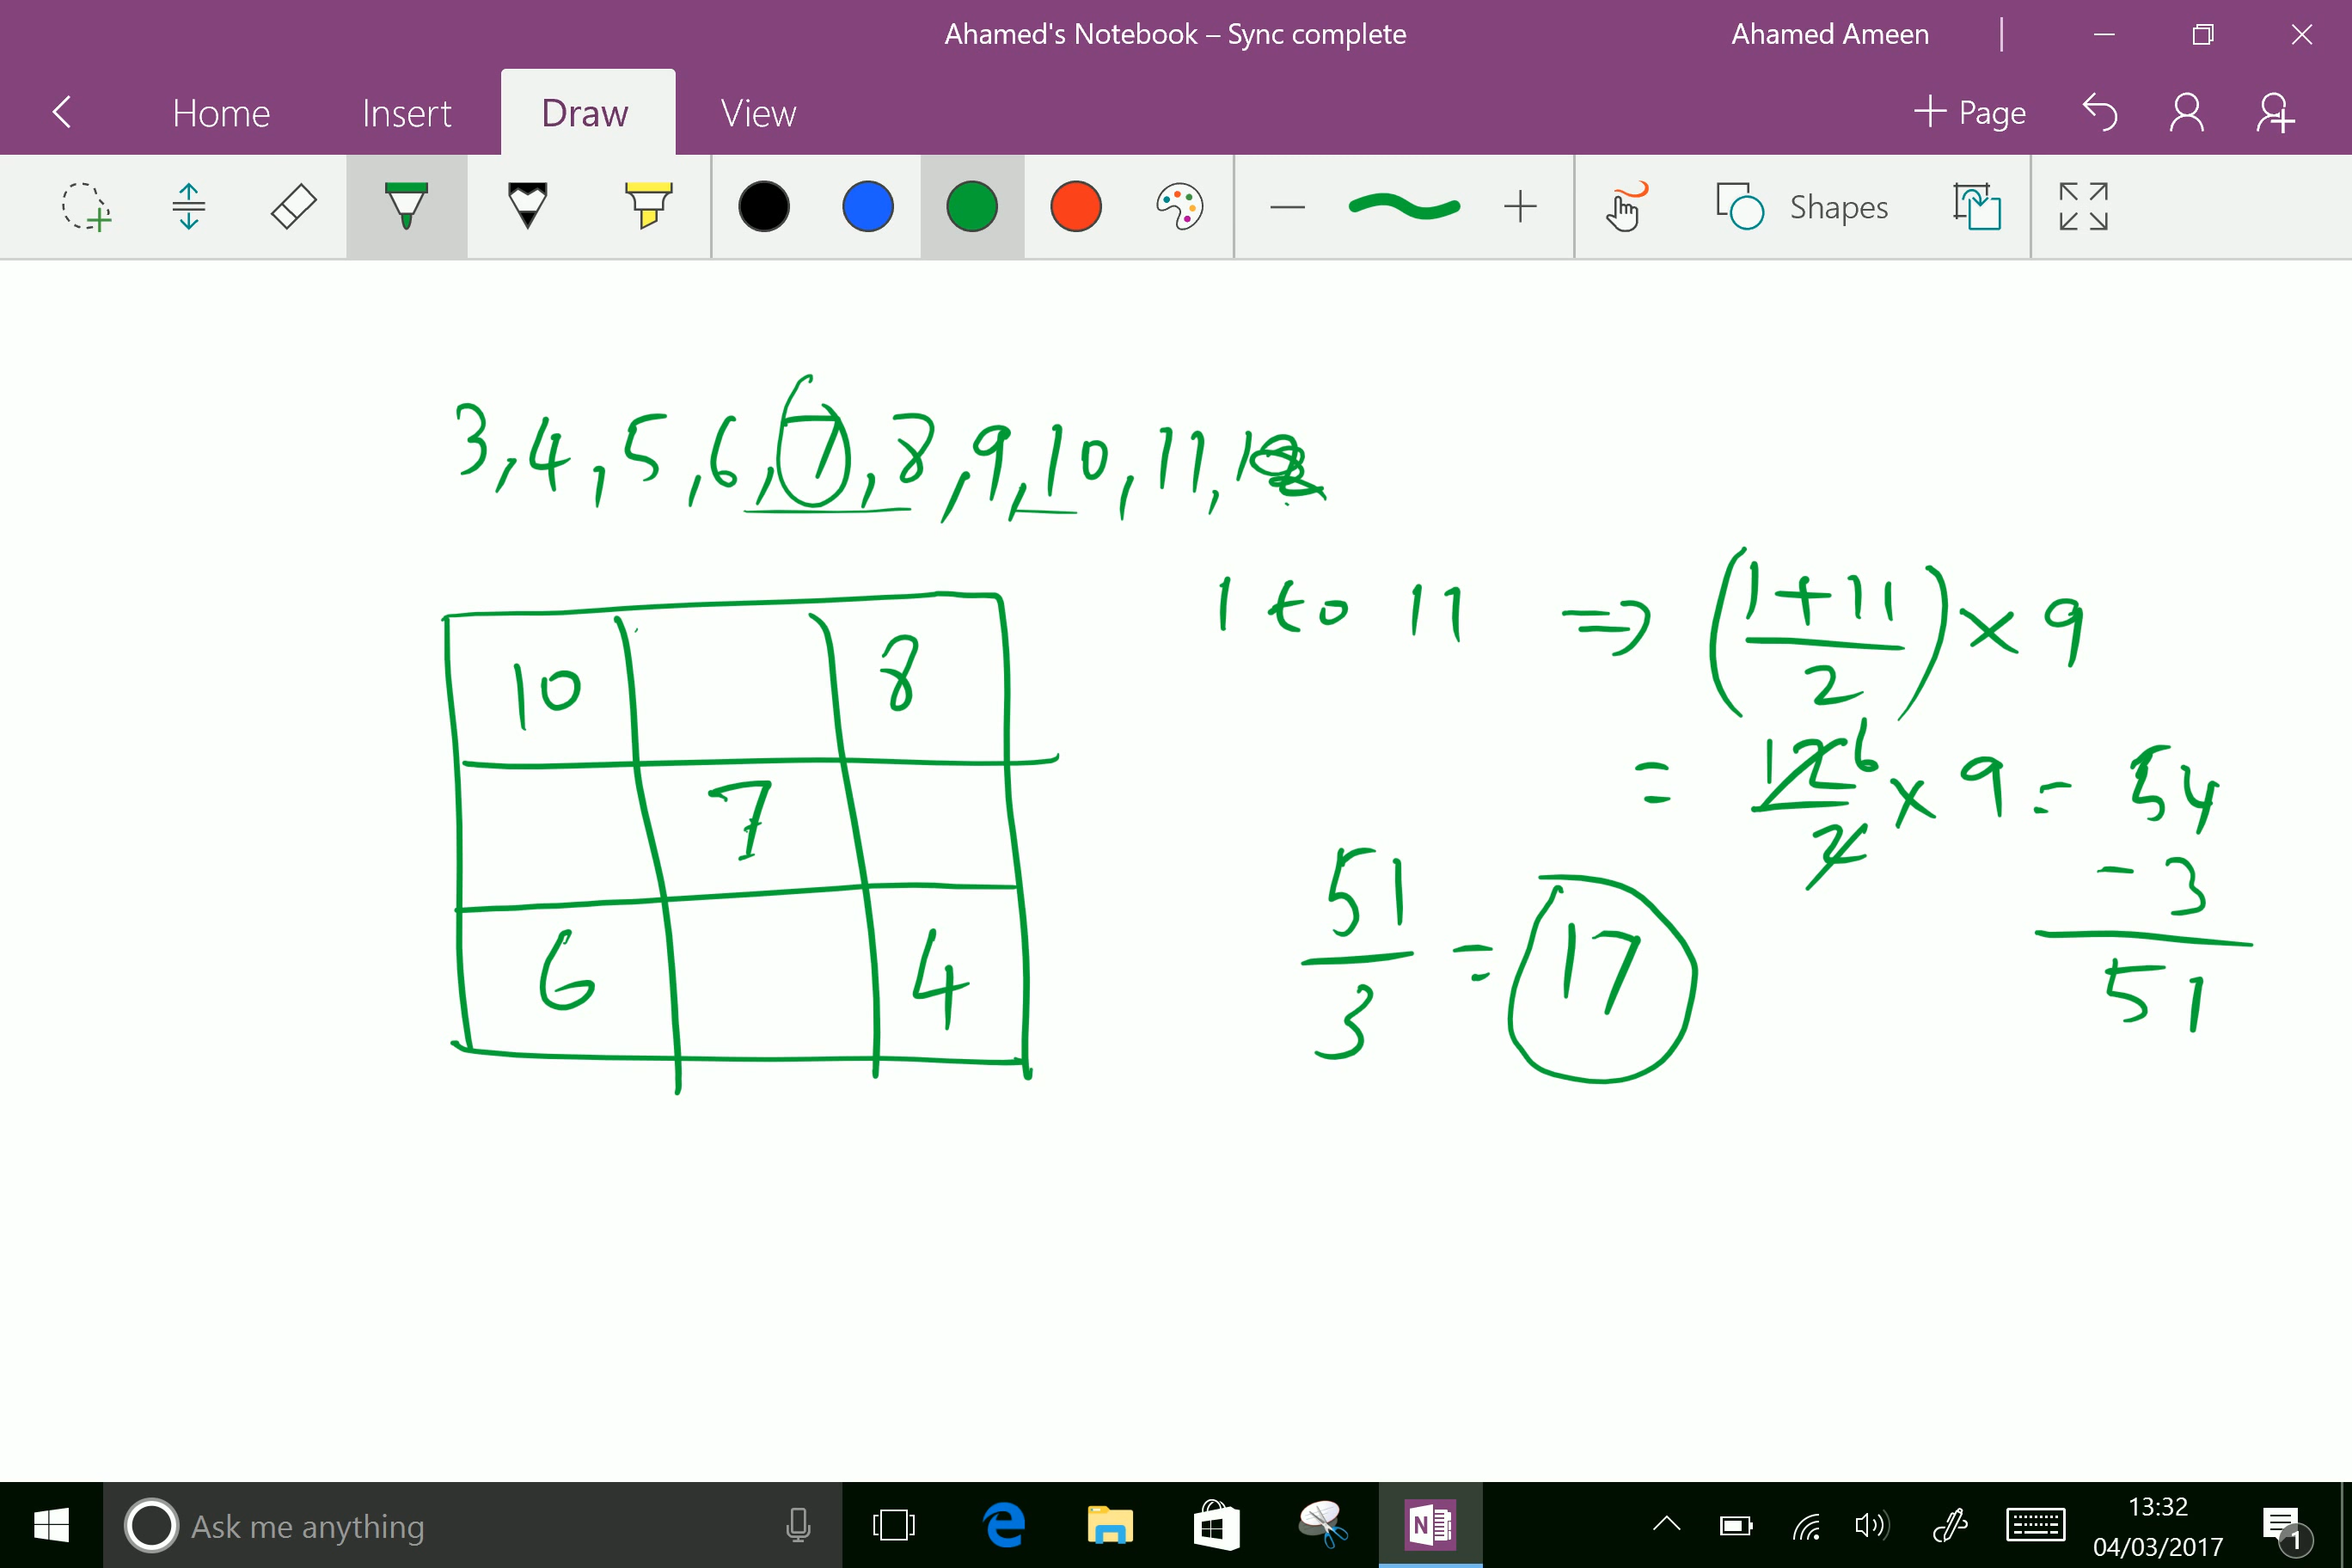 Ahamed's Notebook – Sync complete Ahamed Ameen
Home Insert Draw View + Page
Shapes
3,4,5,6,7,8,9,10,11,
1 to 11 ⇒ (1+11/2)×9
10 8
= 12/2 6 × 9 = 54
7
- 3
51/3 = 17
51
6 4
Ask me anything
N
13:32
04/03/2017
1